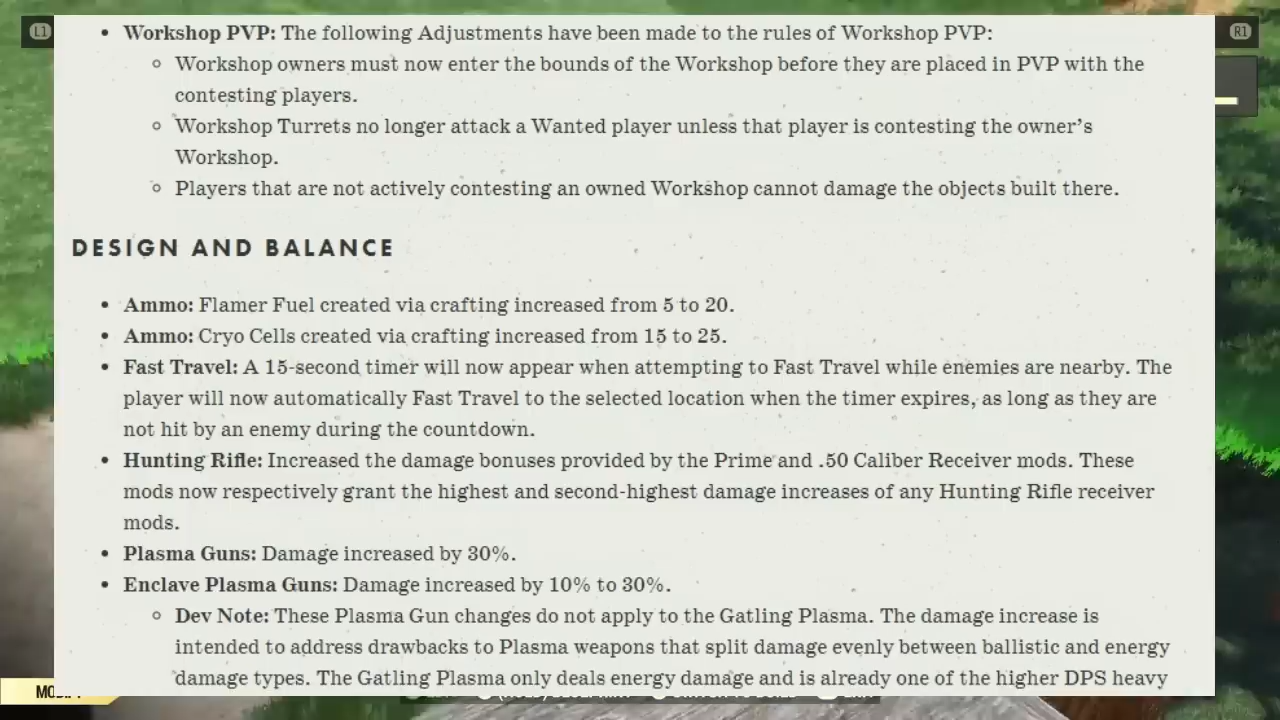 L1
R1
• Workshop PVP: The following Adjustments have been made to the rules of Workshop PVP:
◦ Workshop owners must now enter the bounds of the Workshop before they are placed in PVP with the
contesting players.
◦ Workshop Turrets no longer attack a Wanted player unless that player is contesting the owner's
Workshop.
◦ Players that are not actively contesting an owned Workshop cannot damage the objects built there.
DESIGN AND BALANCE
• Ammo: Flamer Fuel created via crafting increased from 5 to 20.
• Ammo: Cryo Cells created via crafting increased from 15 to 25.
• Fast Travel: A 15-second timer will now appear when attempting to Fast Travel while enemies are nearby. The
player will now automatically Fast Travel to the selected location when the timer expires, as long as they are
not hit by an enemy during the countdown.
• Hunting Rifle: Increased the damage bonuses provided by the Prime and .50 Caliber Receiver mods. These
mods now respectively grant the highest and second-highest damage increases of any Hunting Rifle receiver
mods.
• Plasma Guns: Damage increased by 30%.
• Enclave Plasma Guns: Damage increased by 10% to 30%.
◦ Dev Note: These Plasma Gun changes do not apply to the Gatling Plasma. The damage increase is
intended to address drawbacks to Plasma weapons that split damage evenly between ballistic and energy
damage types. The Gatling Plasma only deals energy damage and is already one of the higher DPS heavy